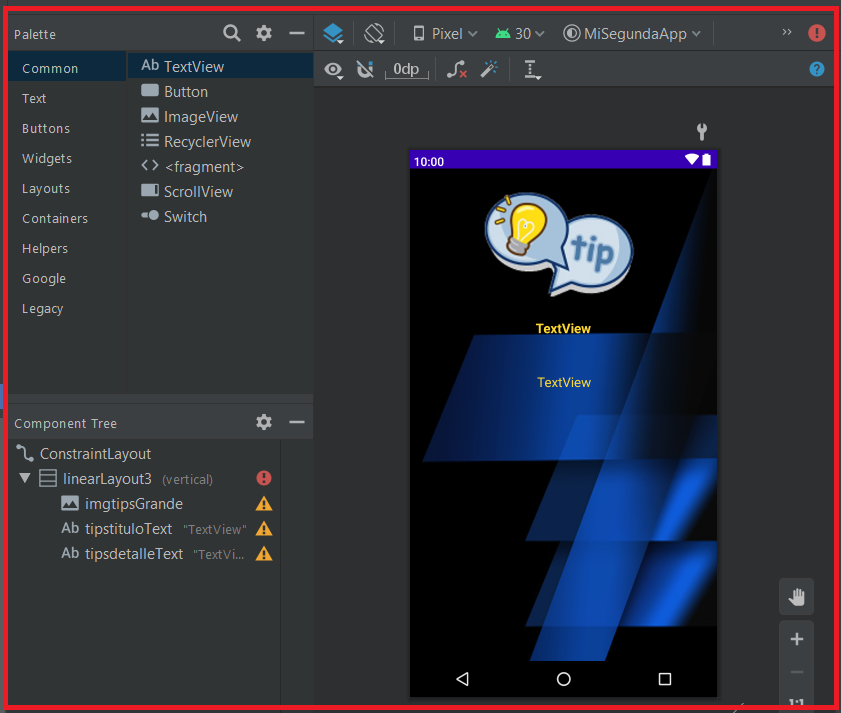 Palette
Pixel
30
MiSegundaApp
Common
Text
Buttons
Widgets
Layouts
Containers
Helpers
Google
Legacy
Ab TextView
Button
ImageView
RecyclerView
<fragment>
ScrollView
Switch
0dp
10:00
tip
TextView
TextView
Component Tree
ConstraintLayout
linearLayout3 (vertical)
imgtipsGrande
Ab tipstituloText "TextView"
Ab tipsdetalleText "TextVi...
1:1